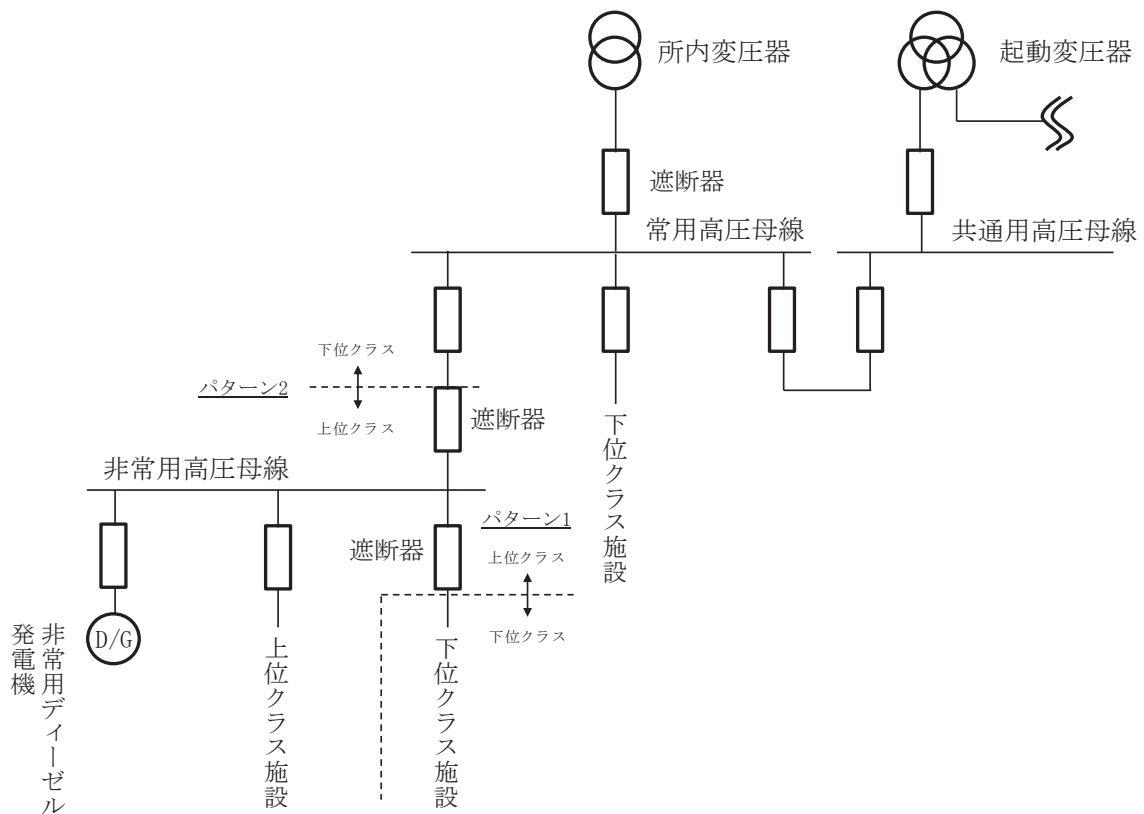 所内変圧器
起動変圧器
遮断器
常用高圧母線
共通用高圧母線
下位クラス
パターン2
上位クラス
遮断器
下位クラス施設
非常用高圧母線
パターン1
遮断器
上位クラス
下位クラス
D/G
非常用ディーゼル
発電機
上位クラス施設
下位クラス施設